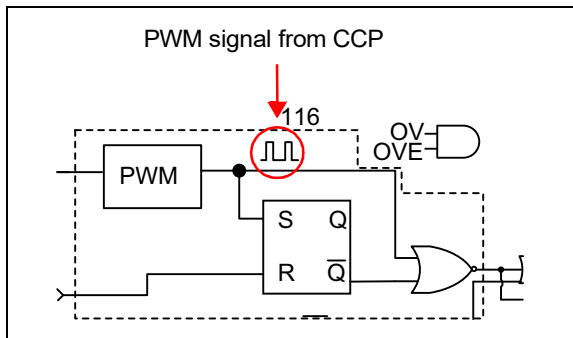 PWM signal from CCP
116
OV
OVE
PWM
S Q
R Q̅